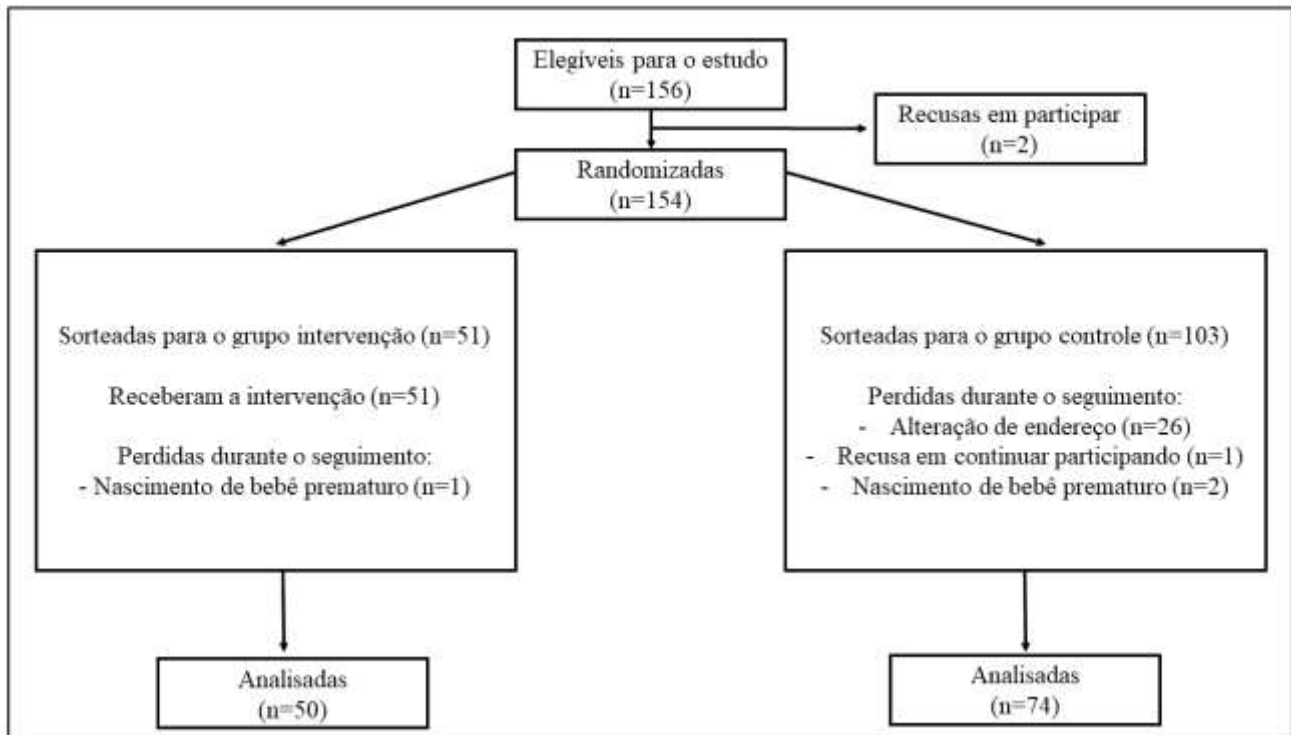 Elegíveis para o estudo
(n=156)
Recusas em participar
(n=2)
Randomizadas
(n=154)
Sorteadas para o grupo intervenção (n=51)
Receberam a intervenção (n=51)
Perdidas durante o seguimento:
- Nascimento de bebê prematuro (n=1)
Sorteadas para o grupo controle (n=103)
Perdidas durante o seguimento:
- Alteração de endereço (n=26)
- Recusa em continuar participando (n=1)
- Nascimento de bebê prematuro (n=2)
Analisadas
(n=50)
Analisadas
(n=74)